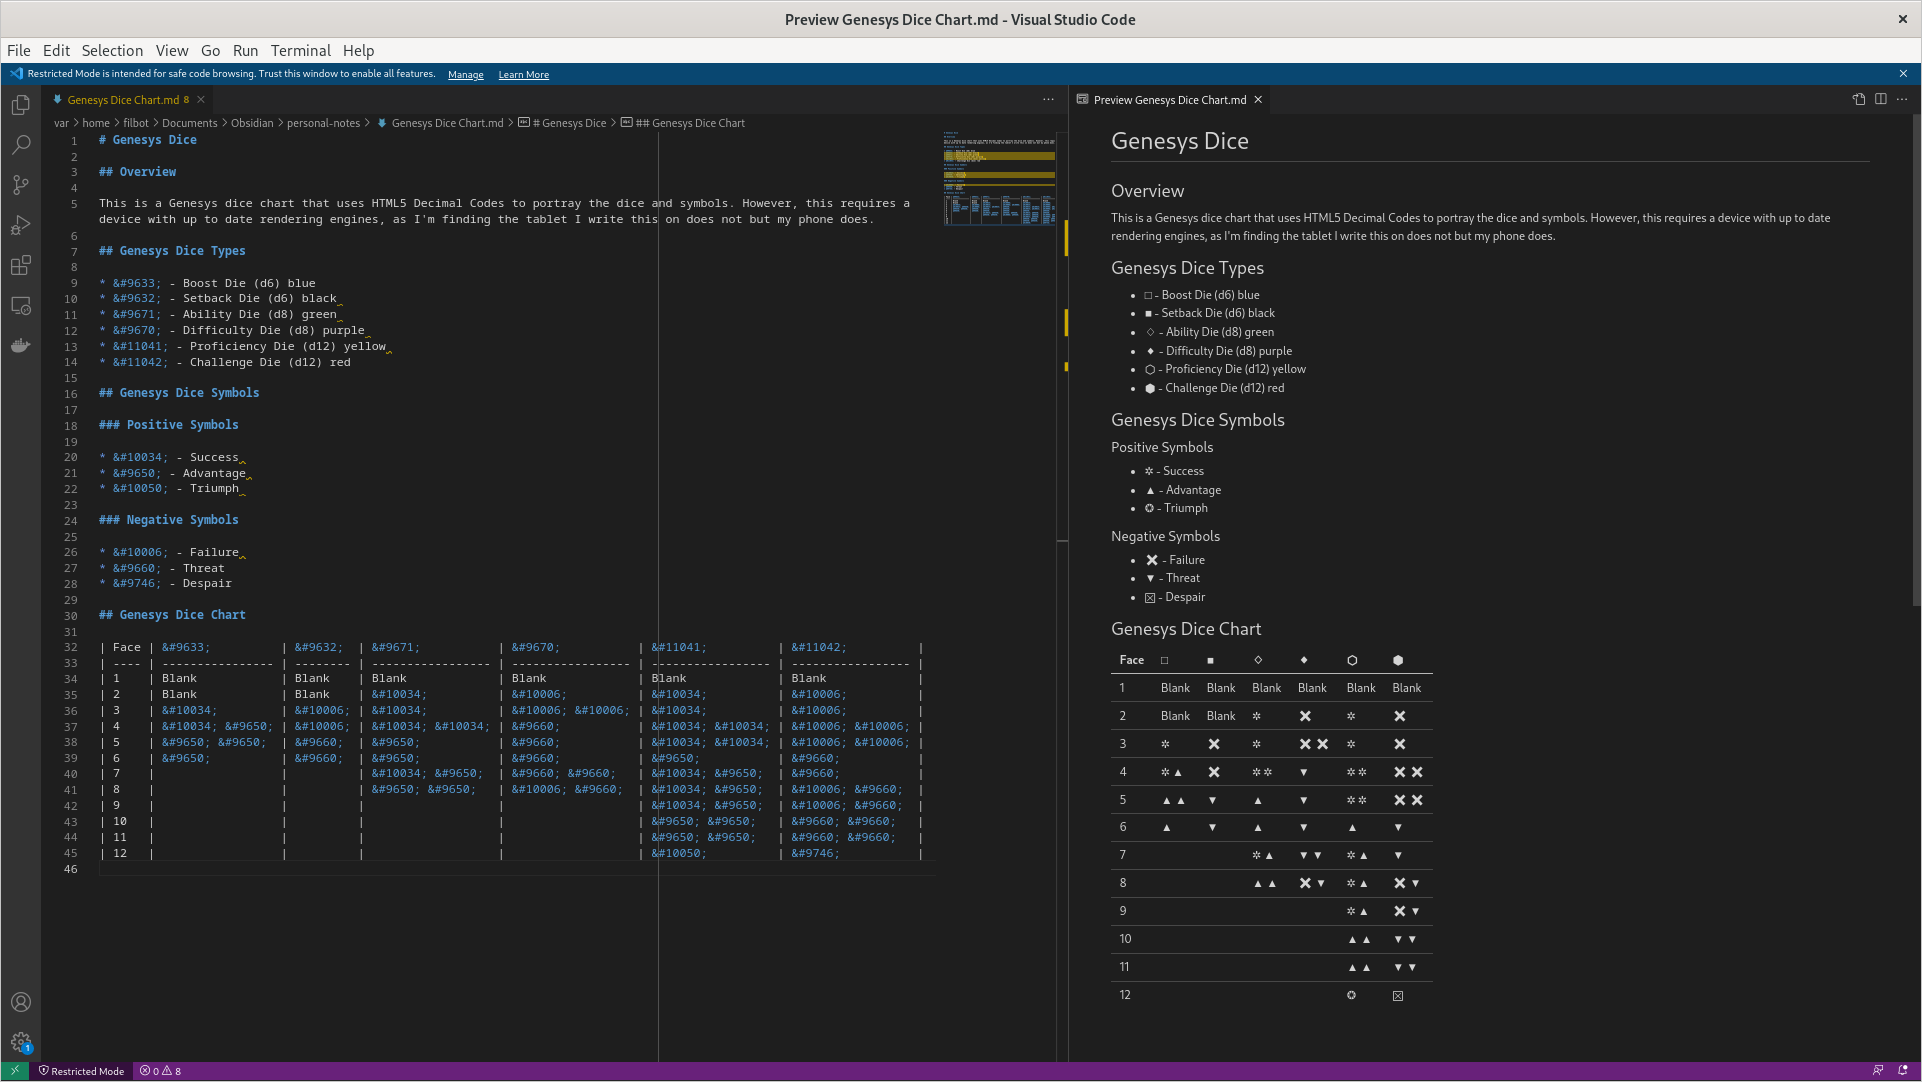 Preview Genesys Dice Chart.md - Visual Studio Code
File Edit Selection View Go Run Terminal Help
Restricted Mode is intended for safe code browsing. Trust this window to enable all features. Manage Learn More
Genesys Dice Chart.md 8
var > home > filbot > Documents > Obsidian > personal-notes > Genesys Dice Chart.md > # Genesys Dice > ## Genesys Dice Chart
1 # Genesys Dice
2
3 ## Overview
4
5 This is a Genesys dice chart that uses HTML5 Decimal Codes to portray the dice and symbols. However, this requires a
device with up to date rendering engines, as I'm finding the tablet I write this on does not but my phone does.
6
7 ## Genesys Dice Types
8
9 * &#9633; - Boost Die (d6) blue
10 * &#9632; - Setback Die (d6) black
11 * &#9671; - Ability Die (d8) green
12 * &#9670; - Difficulty Die (d8) purple
13 * &#11041; - Proficiency Die (d12) yellow
14 * &#11042; - Challenge Die (d12) red
15
16 ## Genesys Dice Symbols
17
18 ### Positive Symbols
19
20 * &#10034; - Success
21 * &#9650; - Advantage
22 * &#10050; - Triumph
23
24 ### Negative Symbols
25
26 * &#10006; - Failure
27 * &#9660; - Threat
28 * &#9746; - Despair
29
30 ## Genesys Dice Chart
31
32 | Face | &#9633; | &#9632; | &#9671; | &#9670; | &#11041; | &#11042; |
33 | ---- | ---------------- | -------- | ----------------- | ----------------- | ----------------- | ----------------- |
34 | 1 | Blank | Blank | Blank | Blank | Blank | Blank |
35 | 2 | Blank | Blank | &#10034; | &#10006; | &#10034; | &#10006; |
36 | 3 | &#10034; | &#10006; | &#10034; | &#10006; &#10006; | &#10034; | &#10006; |
37 | 4 | &#10034; &#9650; | &#10006; | &#10034; &#10034; | &#9660; | &#10034; &#10034; | &#10006; &#10006; |
38 | 5 | &#9650; &#9650; | &#9660; | &#9650; | &#9660; | &#10034; &#10034; | &#10006; &#10006; |
39 | 6 | &#9650; | &#9660; | &#9650; | &#9660; | &#9650; | &#9660; |
40 | 7 | | | &#10034; &#9650; | &#9660; &#9660; | &#10034; &#9650; | &#9660; |
41 | 8 | | | &#9650; &#9650; | &#10006; &#9660; | &#10034; &#9650; | &#10006; &#9660; |
42 | 9 | | | | | &#10034; &#9650; | &#10006; &#9660; |
43 | 10 | | | | | &#9650; &#9650; | &#9660; &#9660; |
44 | 11 | | | | | &#9650; &#9650; | &#9660; &#9660; |
45 | 12 | | | | | &#10050; | &#9746; |
46
Preview Genesys Dice Chart.md
Genesys Dice
Overview
This is a Genesys dice chart that uses HTML5 Decimal Codes to portray the dice and symbols. However, this requires a device with up to date
rendering engines, as I'm finding the tablet I write this on does not but my phone does.
Genesys Dice Types
• □ - Boost Die (d6) blue
• ■ - Setback Die (d6) black
• ◇ - Ability Die (d8) green
• ◆ - Difficulty Die (d8) purple
• ⬡ - Proficiency Die (d12) yellow
• ⬢ - Challenge Die (d12) red
Genesys Dice Symbols
Positive Symbols
• ✲ - Success
• ▲ - Advantage
• ❂ - Triumph
Negative Symbols
• ✖ - Failure
• ▼ - Threat
• ☒ - Despair
Genesys Dice Chart
Face □ ■ ◇ ◆ ⬡ ⬢
1 Blank Blank Blank Blank Blank Blank
2 Blank Blank ✲ ✖ ✲ ✖
3 ✲ ✖ ✲ ✖ ✖ ✲ ✖
4 ✲ ▲ ✖ ✲ ✲ ▼ ✲ ✲ ✖ ✖
5 ▲ ▲ ▼ ▲ ▼ ✲ ✲ ✖ ✖
6 ▲ ▼ ▲ ▼ ▲ ▼
7 ✲ ▲ ▼ ▼ ✲ ▲ ▼
8 ▲ ▲ ✖ ▼ ✲ ▲ ✖ ▼
9 ✲ ▲ ✖ ▼
10 ▲ ▲ ▼ ▼
11 ▲ ▲ ▼ ▼
12 ❂ ☒
1
Restricted Mode 0 8